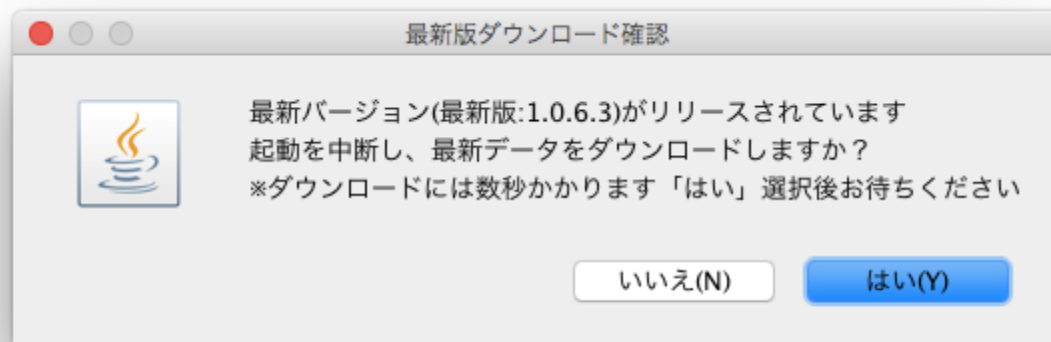 最新版ダウンロード確認
最新バージョン(最新版:1.0.6.3)がリリースされています
起動を中断し、最新データをダウンロードしますか？
※ダウンロードには数秒かかります「はい」選択後お待ちください
いいえ(N) はい(Y)